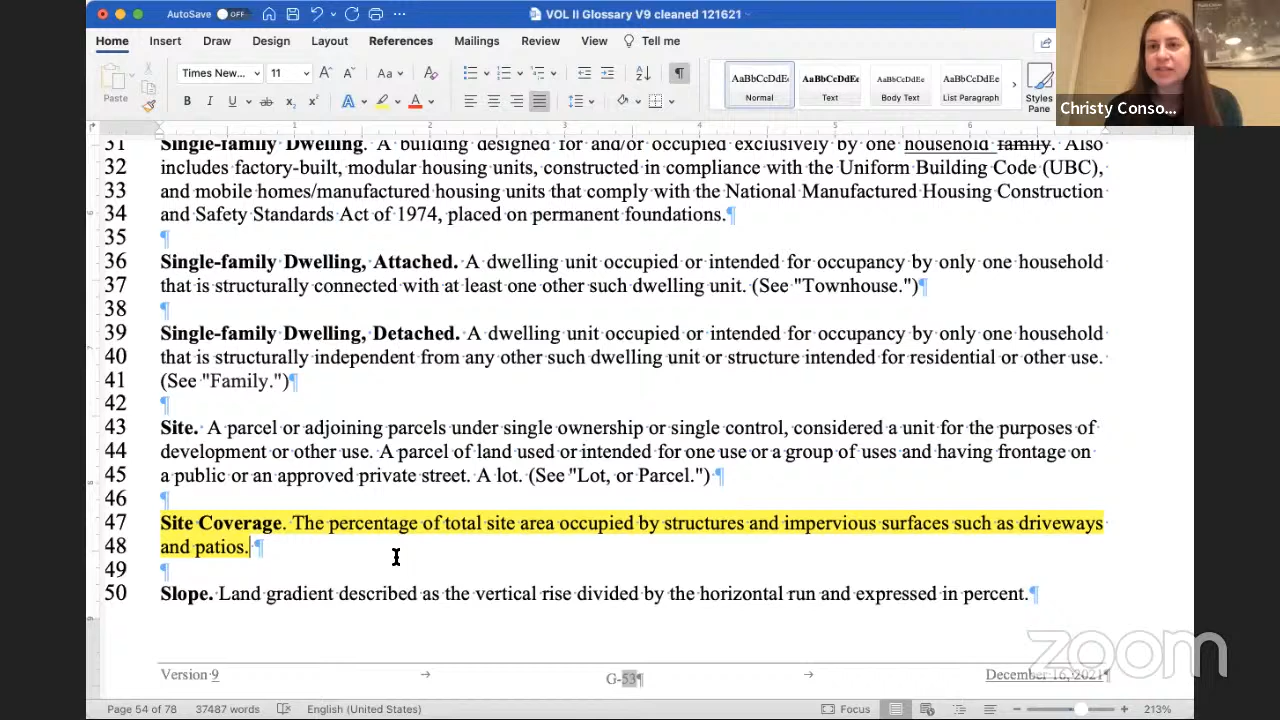 AutoSave OFF
VOL II Glossary V9 cleaned 121621
Home Insert Draw Design Layout References Mailings Review View Tell me
Paste
Times New... 11
AaBbCcDdEe AaBbCcDdEe AaBbCcDdEe AaBbCcDdE
Normal Text Body Text List Paragraph
Styles Pane
Christy Conso...
1 2 3 4 5 6
31 Single-family Dwelling. A building designed for and/or occupied exclusively by one household family. Also
32 includes factory-built, modular housing units, constructed in compliance with the Uniform Building Code (UBC),
33 and mobile homes/manufactured housing units that comply with the National Manufactured Housing Construction
34 and Safety Standards Act of 1974, placed on permanent foundations.¶
35 ¶
36 Single-family Dwelling, Attached. A dwelling unit occupied or intended for occupancy by only one household
37 that is structurally connected with at least one other such dwelling unit. (See "Townhouse.")¶
38 ¶
39 Single-family Dwelling, Detached. A dwelling unit occupied or intended for occupancy by only one household
40 that is structurally independent from any other such dwelling unit or structure intended for residential or other use.
41 (See "Family.")¶
42 ¶
43 Site. A parcel or adjoining parcels under single ownership or single control, considered a unit for the purposes of
44 development or other use. A parcel of land used or intended for one use or a group of uses and having frontage on
45 a public or an approved private street. A lot. (See "Lot, or Parcel.") ¶
46 ¶
47 Site Coverage. The percentage of total site area occupied by structures and impervious surfaces such as driveways
48 and patios. ¶
49 ¶
50 Slope. Land gradient described as the vertical rise divided by the horizontal run and expressed in percent.¶
Version 9 → G-53¶ → December 16, 2021¶
zoom
Page 54 of 78 37487 words English (United States) Focus 213%